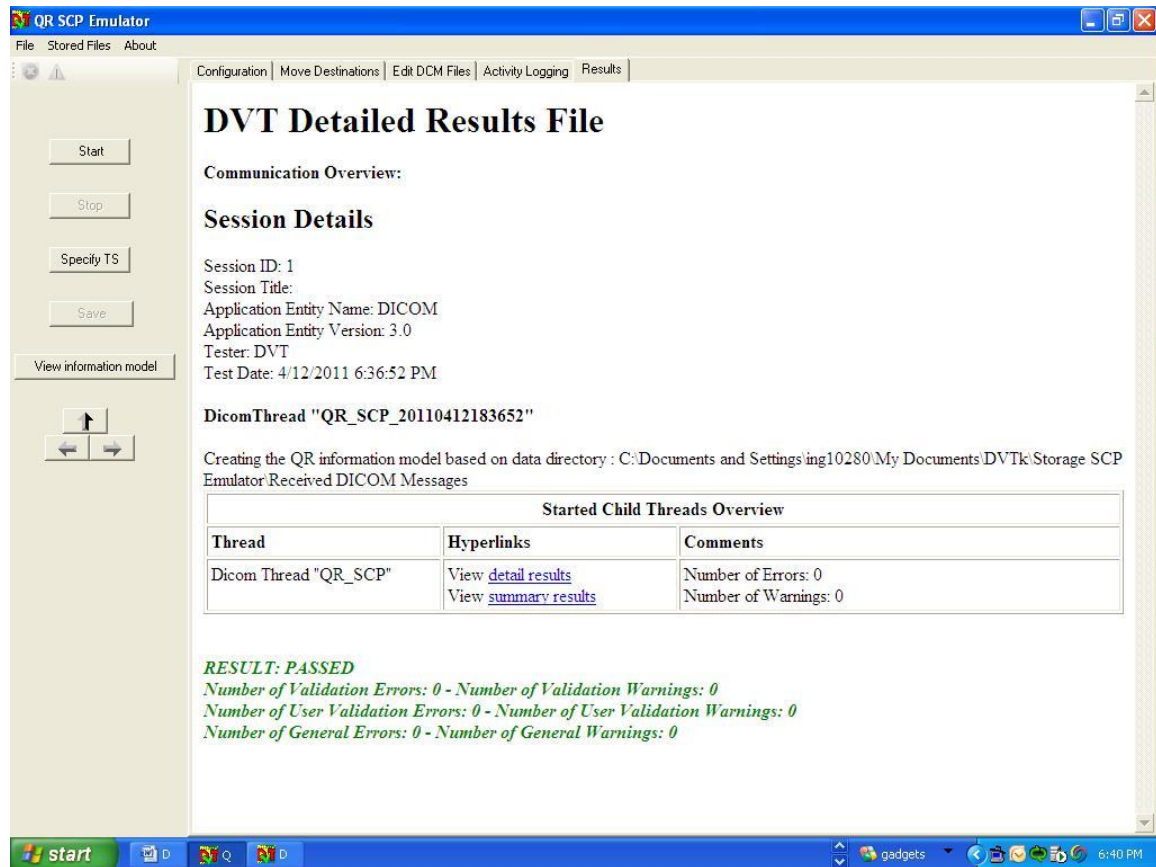 QR SCP Emulator
File Stored Files About
Configuration Move Destinations Edit DCM Files Activity Logging Results
Start
Stop
Specify TS
Save
View information model
DVT Detailed Results File
Communication Overview:
Session Details
Session ID: 1
Session Title:
Application Entity Name: DICOM
Application Entity Version: 3.0
Tester: DVT
Test Date: 4/12/2011 6:36:52 PM
DicomThread "QR_SCP_20110412183652"
Creating the QR information model based on data directory : C:\Documents and Settings\ing10280\My Documents\DVTk\Storage SCP
Emulator\Received DICOM Messages
Started Child Threads Overview
Thread Hyperlinks Comments
Dicom Thread "QR_SCP" View detail results Number of Errors: 0
View summary results Number of Warnings: 0
RESULT: PASSED
Number of Validation Errors: 0 - Number of Validation Warnings: 0
Number of User Validation Errors: 0 - Number of User Validation Warnings: 0
Number of General Errors: 0 - Number of General Warnings: 0
start D Q D gadgets 6:40 PM